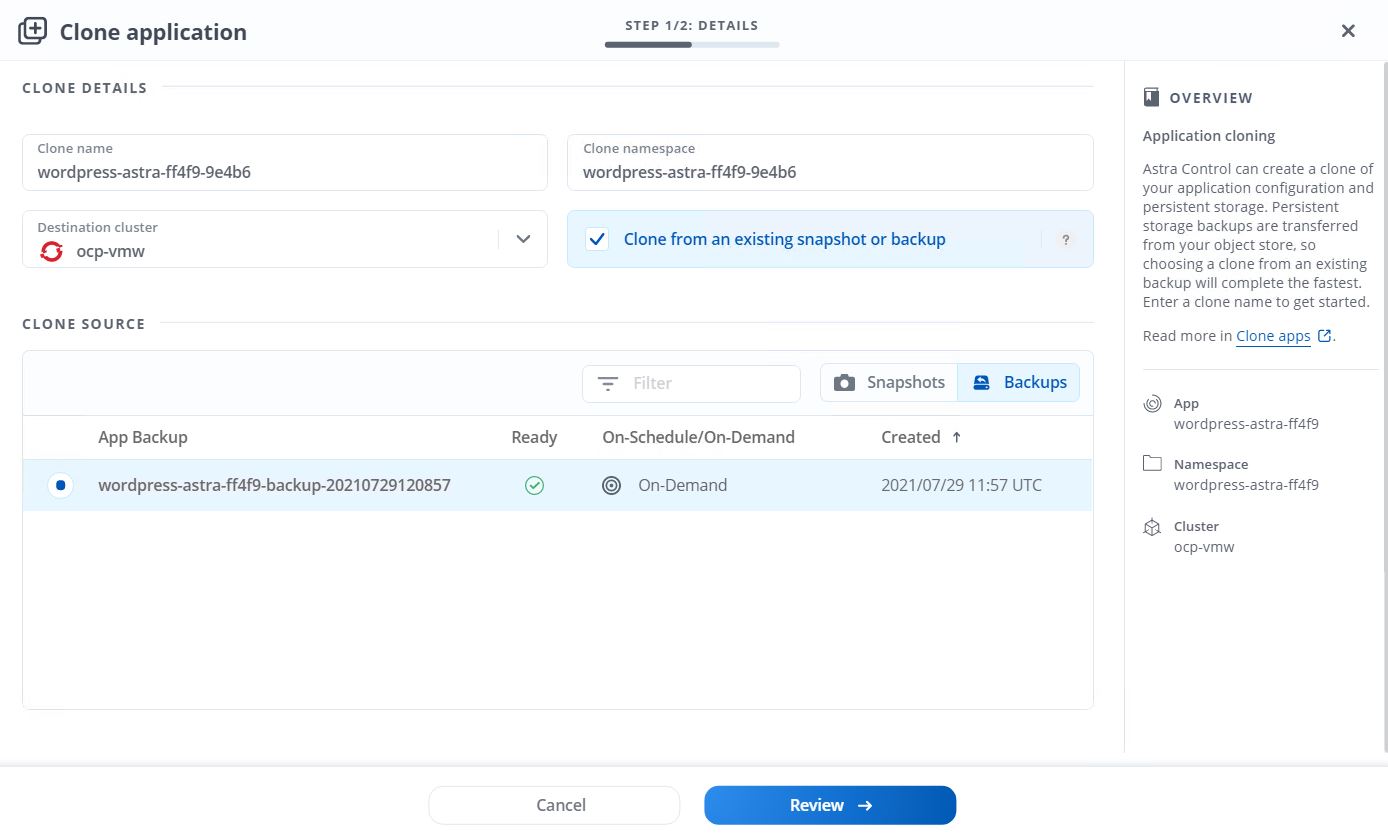 Clone application
STEP 1/2: DETAILS
CLONE DETAILS
Clone name
wordpress-astra-ff4f9-9e4b6
Clone namespace
wordpress-astra-ff4f9-9e4b6
Destination cluster
ocp-vmw
Clone from an existing snapshot or backup
?
CLONE SOURCE
Filter
Snapshots
Backups
App Backup
Ready
On-Schedule/On-Demand
Created ↑
wordpress-astra-ff4f9-backup-20210729120857
On-Demand
2021/07/29 11:57 UTC
OVERVIEW
Application cloning
Astra Control can create a clone of
your application configuration and
persistent storage. Persistent
storage backups are transferred
from your object store, so
choosing a clone from an existing
backup will complete the fastest.
Enter a clone name to get started.
Read more in Clone apps.
App
wordpress-astra-ff4f9
Namespace
wordpress-astra-ff4f9
Cluster
ocp-vmw
Cancel
Review →